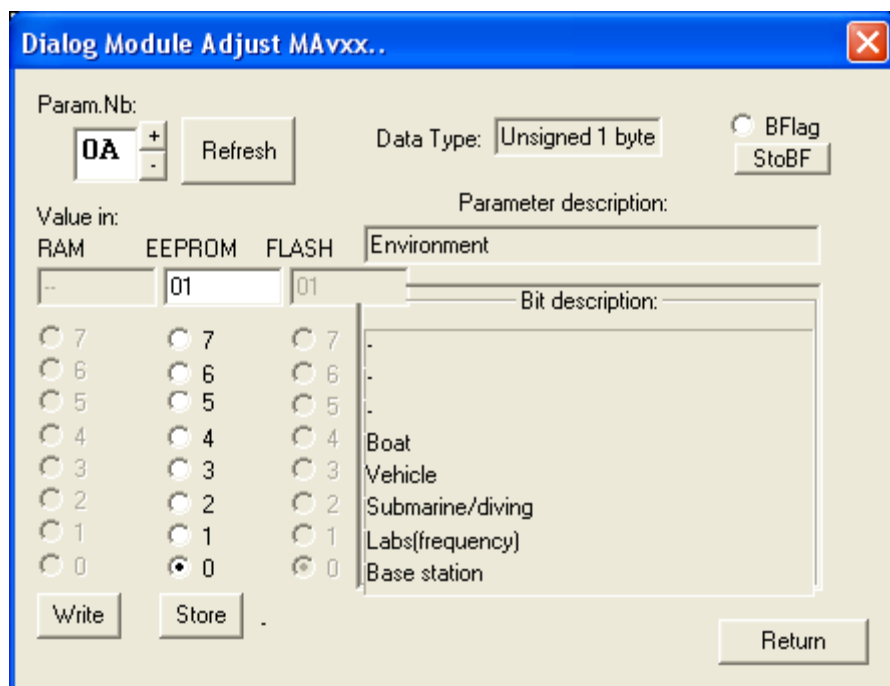 Dialog Module Adjust MAvxx..
Param.Nb:
0A
+
-
Refresh
Data Type: Unsigned 1 byte
BFlag
StoBF
Value in:
RAM EEPROM FLASH
-- 01 01
Parameter description:
Environment
Bit description:
7 7 7 -
6 6 6 -
5 5 5 -
4 4 4 Boat
3 3 3 Vehicle
2 2 2 Submarine/diving
1 1 1 Labs(frequency)
0 0 0 Base station
Write Store .
Return